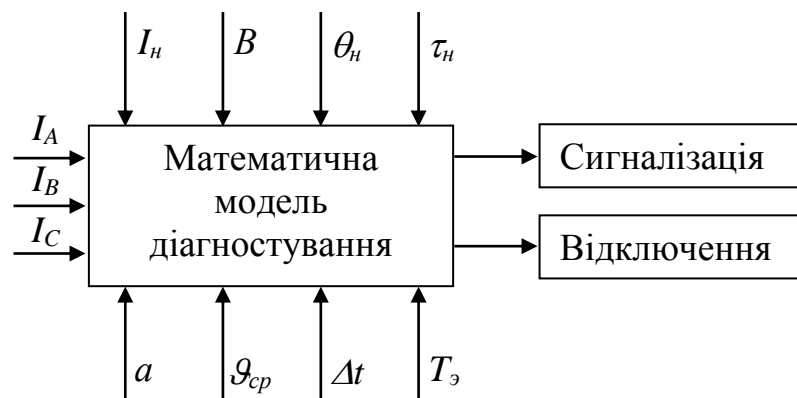 I_н B θ_н τ_н
I_A
I_B
I_C
Математична
модель
діагностування
Сигналізація
Відключення
a ϑ_ср Δt T_э